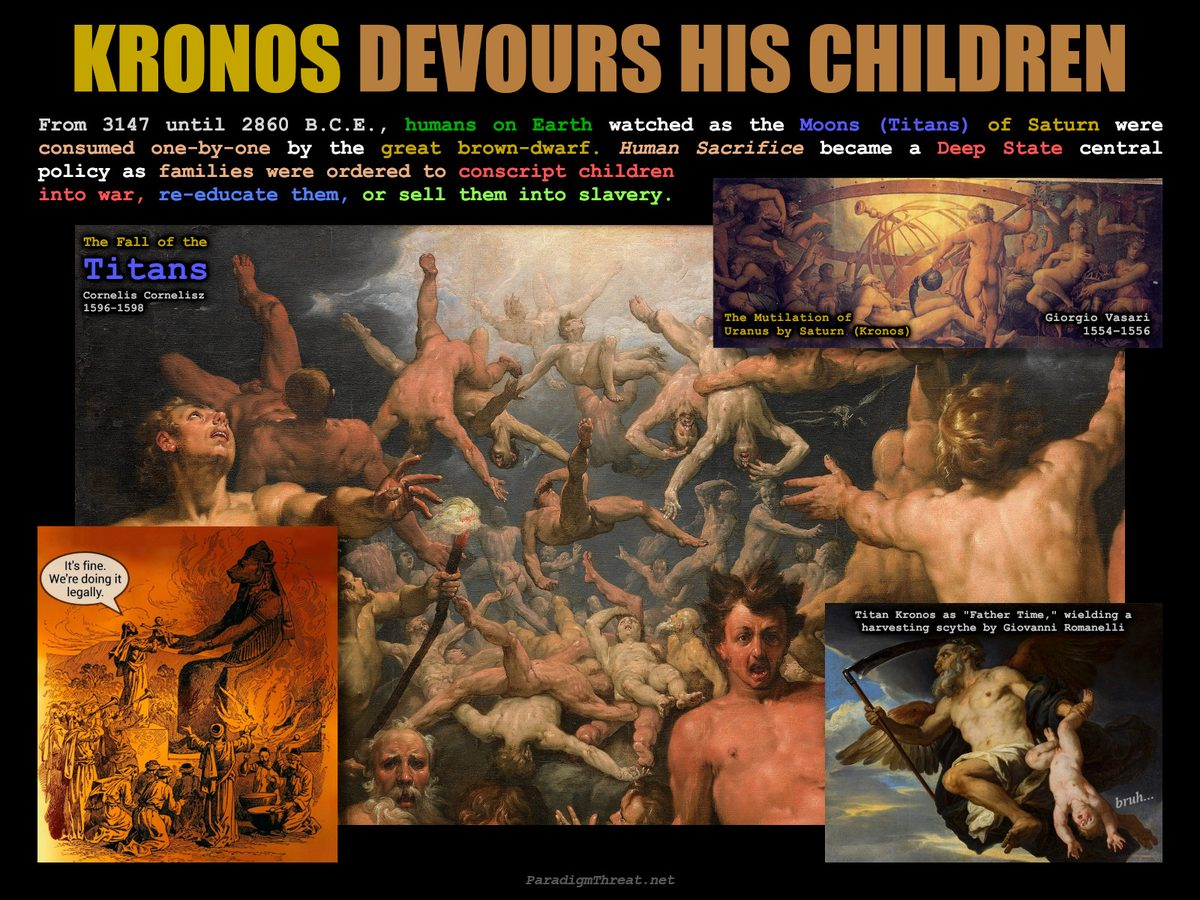 KRONOS DEVOURS HIS CHILDREN
From 3147 until 2860 B.C.E., humans on Earth watched as the Moons (Titans) of Saturn were
consumed one-by-one by the great brown-dwarf. Human Sacrifice became a Deep State central
policy as families were ordered to conscript children
into war, re-educate them, or sell them into slavery.
The Fall of the
Titans
Cornelis Cornelisz
1596-1598
The Mutilation of
Uranus by Saturn (Kronos)
Giorgio Vasari
1554-1556
It's fine.
We're doing it
legally.
Titan Kronos as "Father Time," wielding a
harvesting scythe by Giovanni Romanelli
bruh...
ParadigmThreat.net